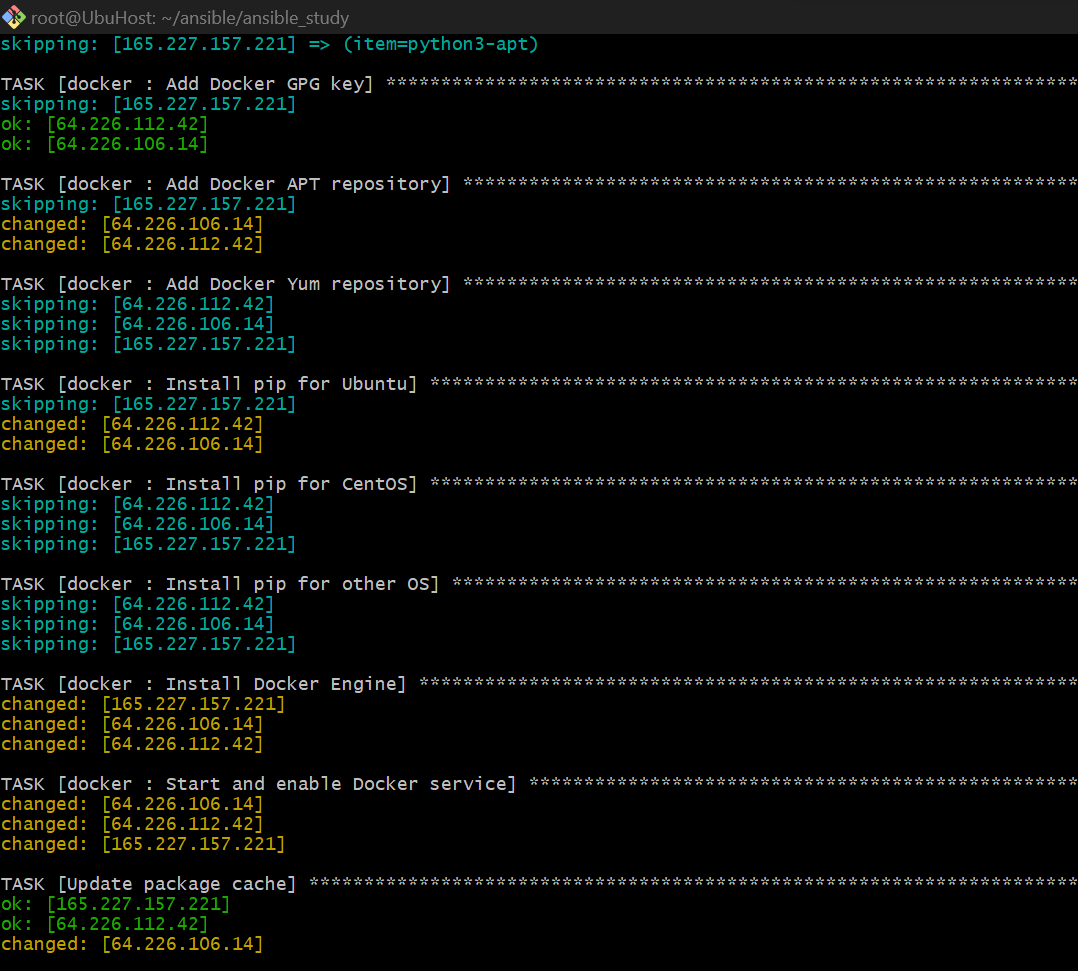 root@UbuHost: ~/ansible/ansible_study
skipping: [165.227.157.221] => (item=python3-apt)
TASK [docker : Add Docker GPG key] ***************************************************************
skipping: [165.227.157.221]
ok: [64.226.112.42]
ok: [64.226.106.14]
TASK [docker : Add Docker APT repository] ********************************************************
skipping: [165.227.157.221]
changed: [64.226.106.14]
changed: [64.226.112.42]
TASK [docker : Add Docker Yum repository] ********************************************************
skipping: [64.226.112.42]
skipping: [64.226.106.14]
skipping: [165.227.157.221]
TASK [docker : Install pip for Ubuntu] ***********************************************************
skipping: [165.227.157.221]
changed: [64.226.112.42]
changed: [64.226.106.14]
TASK [docker : Install pip for CentOS] ***********************************************************
skipping: [64.226.112.42]
skipping: [64.226.106.14]
skipping: [165.227.157.221]
TASK [docker : Install pip for other OS] *********************************************************
skipping: [64.226.112.42]
skipping: [64.226.106.14]
skipping: [165.227.157.221]
TASK [docker : Install Docker Engine] ************************************************************
changed: [165.227.157.221]
changed: [64.226.106.14]
changed: [64.226.112.42]
TASK [docker : Start and enable Docker service] **************************************************
changed: [64.226.106.14]
changed: [64.226.112.42]
changed: [165.227.157.221]
TASK [Update package cache] **********************************************************************
ok: [165.227.157.221]
ok: [64.226.112.42]
changed: [64.226.106.14]